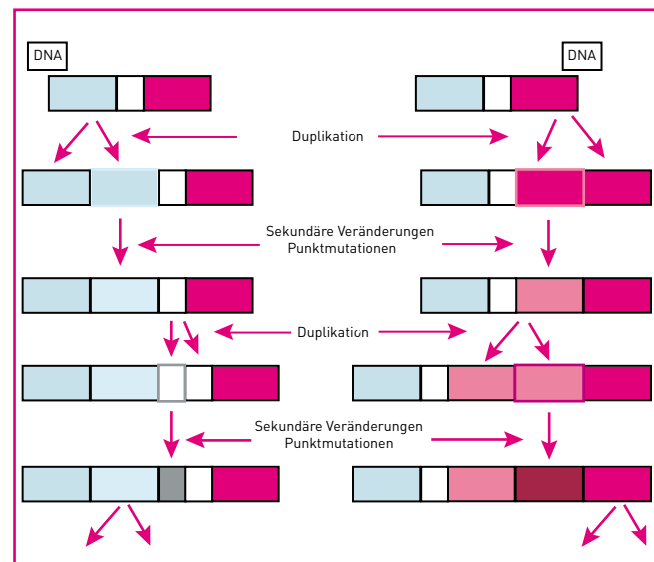 DNA
DNA
Duplikation
Sekundäre Veränderungen
Punktmutationen
Duplikation
Sekundäre Veränderungen
Punktmutationen